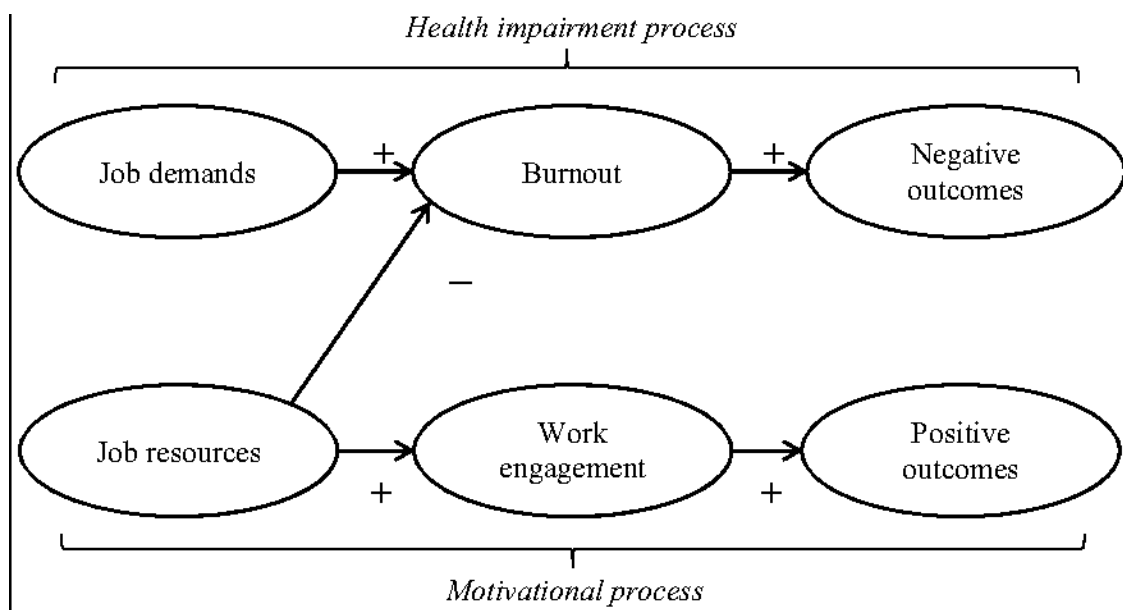 Health impairment process
+
+
Job demands
Burnout
Negative
outcomes
−
Job resources
Work
engagement
Positive
outcomes
+
+
Motivational process